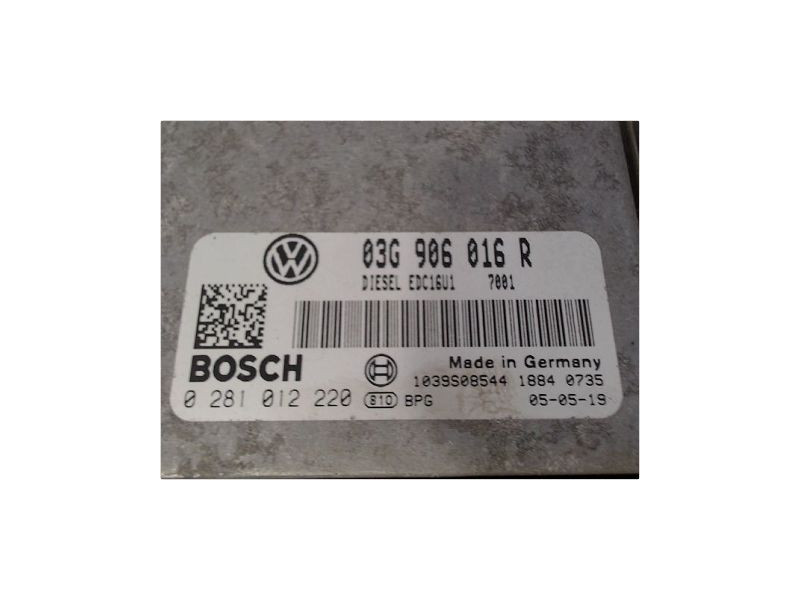 03G 906 016 R
DIESEL EDC16U1 7001
BOSCH
Made in Germany
1039S08544 1884 0735
0 281 012 220 810 BPG 05-05-19